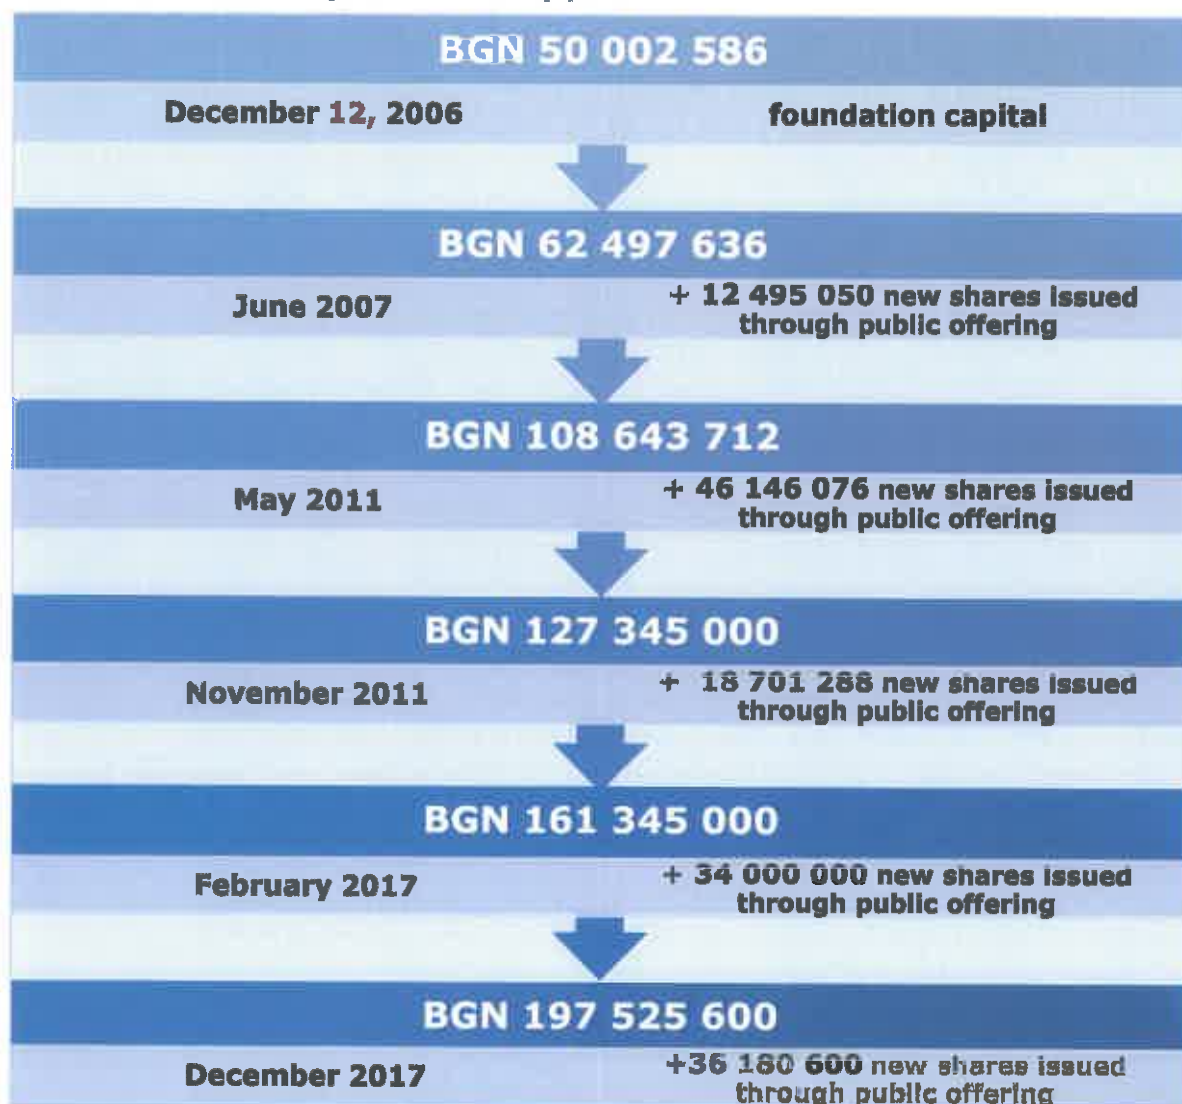 BGN 50 002 586
December 12, 2006
foundation capital
BGN 62 497 636
June 2007
+ 12 495 050 new shares issued
through public offering
BGN 108 643 712
May 2011
+ 46 146 076 new shares issued
through public offering
BGN 127 345 000
November 2011
+ 18 701 288 new shares issued
through public offering
BGN 161 345 000
February 2017
+ 34 000 000 new shares issued
through public offering
BGN 197 525 600
December 2017
+36 180 600 new shares issued
through public offering